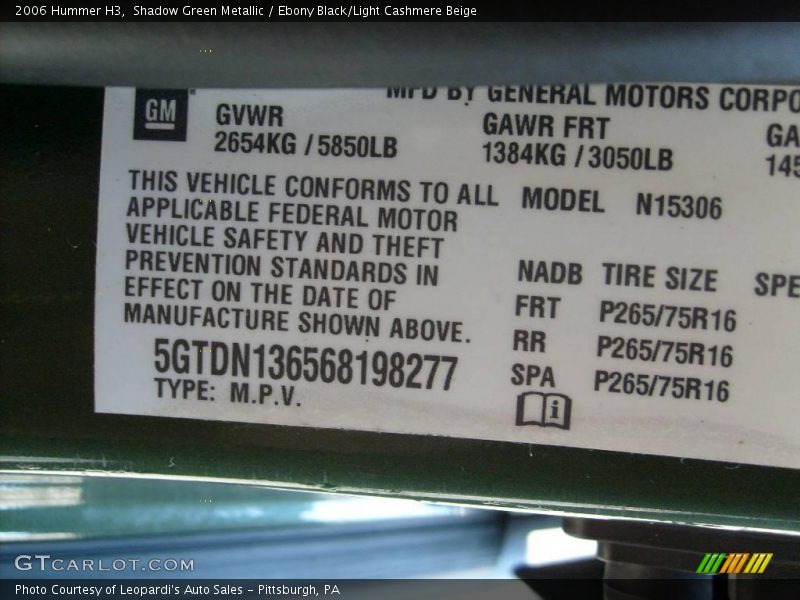 2006 Hummer H3, Shadow Green Metallic / Ebony Black/Light Cashmere Beige
MFD BY GENERAL MOTORS CORPO
GM
GVWR GAWR FRT GA
2654KG / 5850LB 1384KG / 3050LB 145
THIS VEHICLE CONFORMS TO ALL
APPLICABLE FEDERAL MOTOR
VEHICLE SAFETY AND THEFT
PREVENTION STANDARDS IN
EFFECT ON THE DATE OF
MANUFACTURE SHOWN ABOVE.
5GTDN136568198277
TYPE: M.P.V.
MODEL N15306
NADB TIRE SIZE SPE
FRT P265/75R16
RR P265/75R16
SPA P265/75R16
i
GTCARLOT.COM
Photo Courtesy of Leopardi's Auto Sales - Pittsburgh, PA